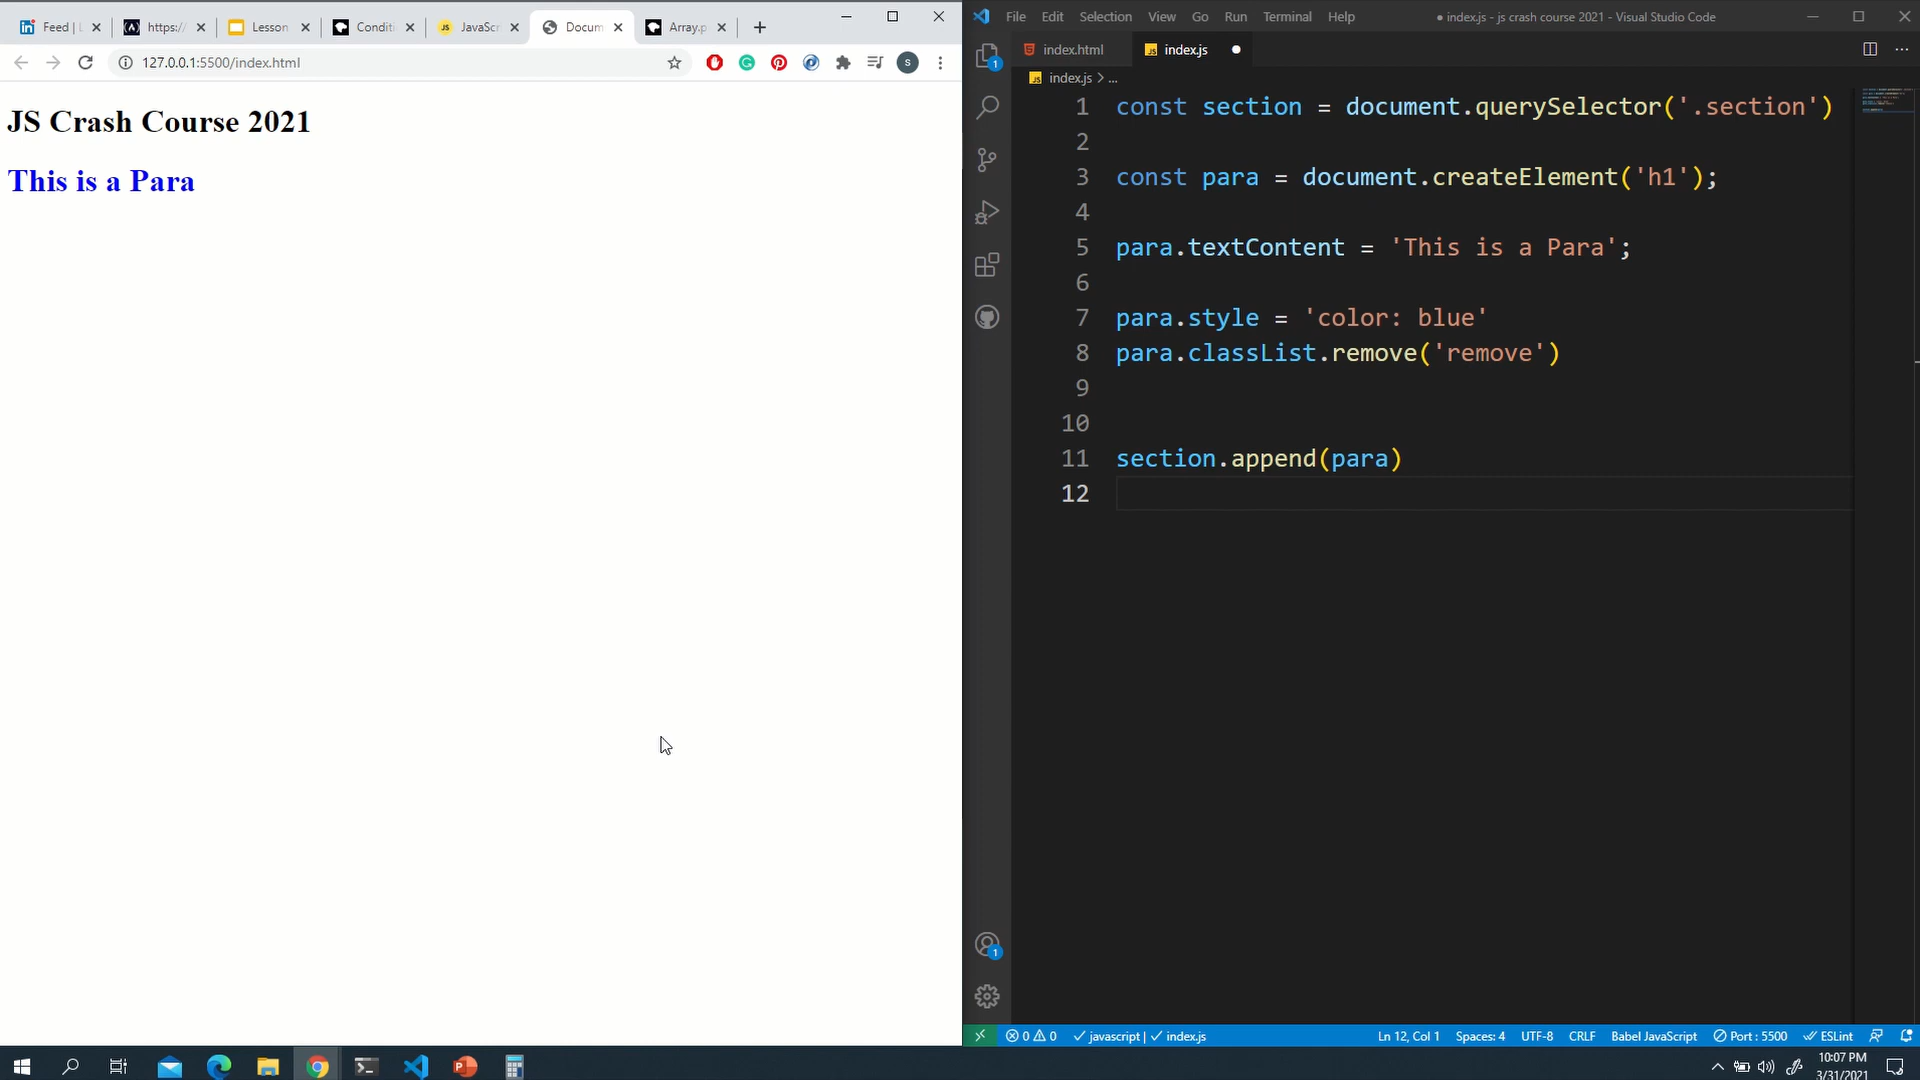 Feed | L
https:/
Lesson
Conditi
JavaScr
Docum
Array.p
127.0.0.1:5500/index.html
S
JS Crash Course 2021
This is a Para
File Edit Selection View Go Run Terminal Help
● index.js - js crash course 2021 - Visual Studio Code
index.html
JS index.js
JS index.js > ...
1 const section = document.querySelector('.section')
2
3 const para = document.createElement('h1');
4
5 para.textContent = 'This is a Para';
6
7 para.style = 'color: blue'
8 para.classList.remove('remove')
9
10
11 section.append(para)
12
1
1
0 0 javascript | index.js Ln 12, Col 1 Spaces: 4 UTF-8 CRLF Babel JavaScript Port : 5500 ESLint
10:07 PM
3/31/2021